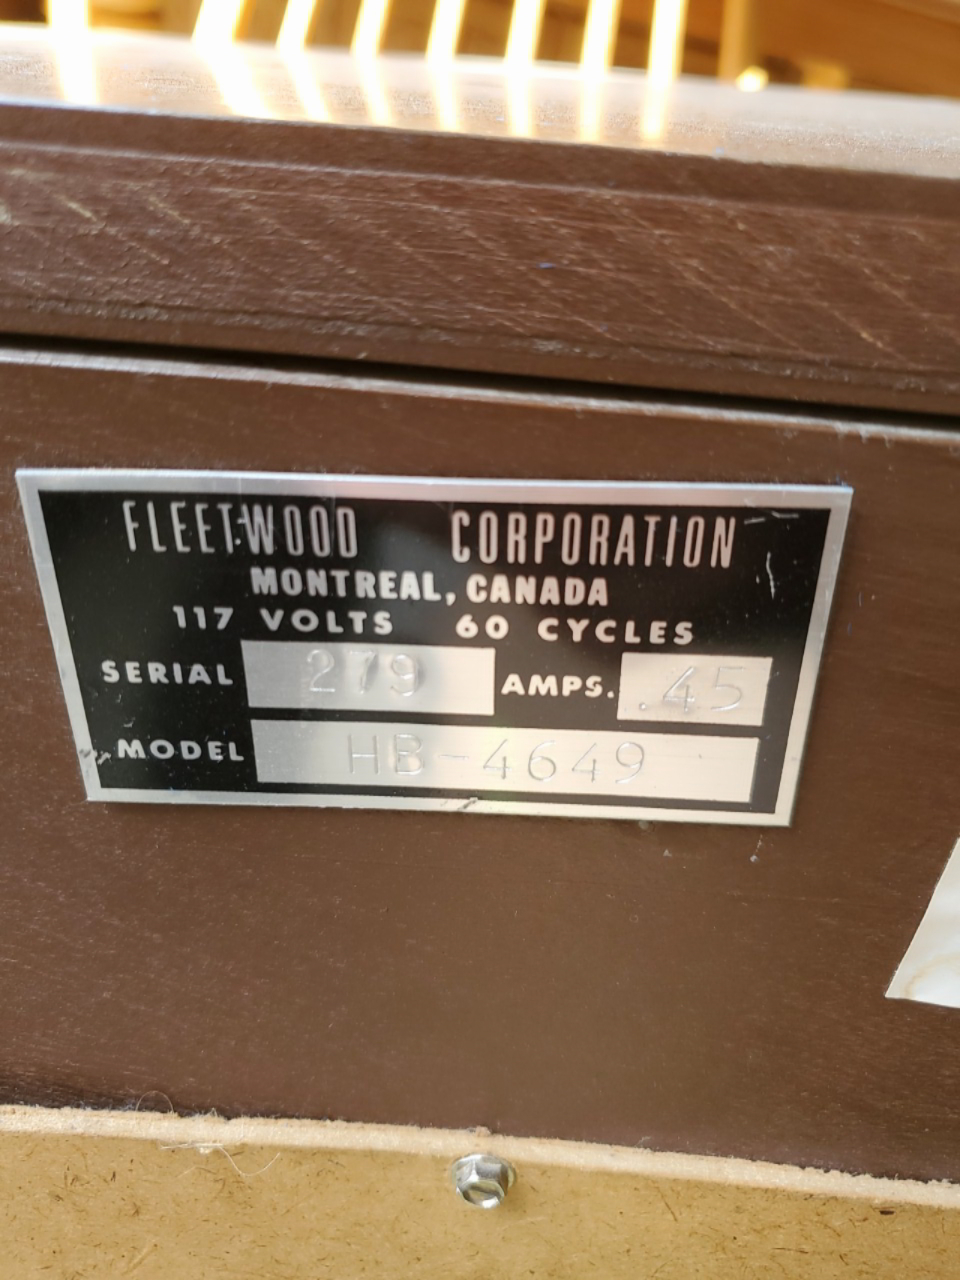 FLEETWOOD CORPORATION
MONTREAL, CANADA
117 VOLTS 60 CYCLES
SERIAL 279 AMPS. .45
MODEL HB-4649